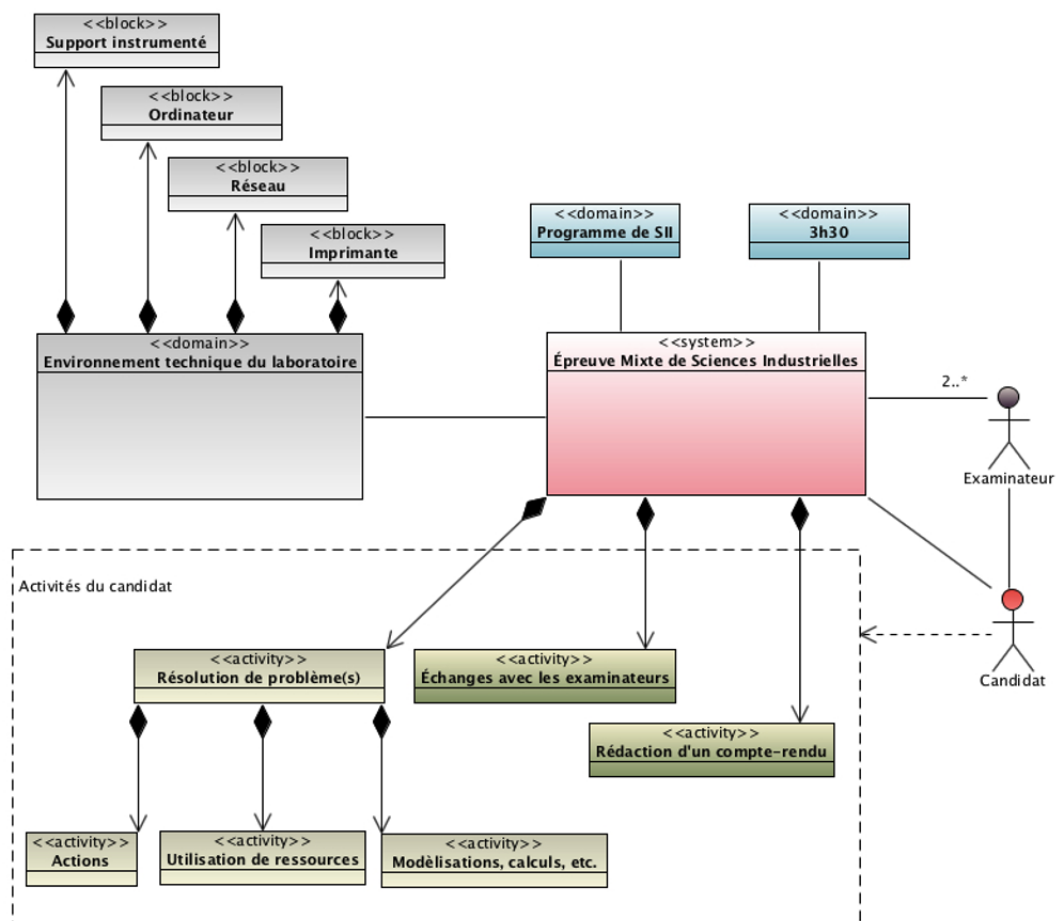 <<block>>
Support instrumenté
<<block>>
Ordinateur
<<block>>
Réseau
<<block>>
Imprimante
<<domain>>
Programme de SII
<<domain>>
3h30
<<domain>>
Environnement technique du laboratoire
<<system>>
Épreuve Mixte de Sciences Industrielles
2..*
Examinateur
Activités du candidat
Candidat
<<activity>>
Résolution de problème(s)
<<activity>>
Échanges avec les examinateurs
<<activity>>
Rédaction d'un compte-rendu
<<activity>>
Actions
<<activity>>
Utilisation de ressources
<<activity>>
Modèlisations, calculs, etc.